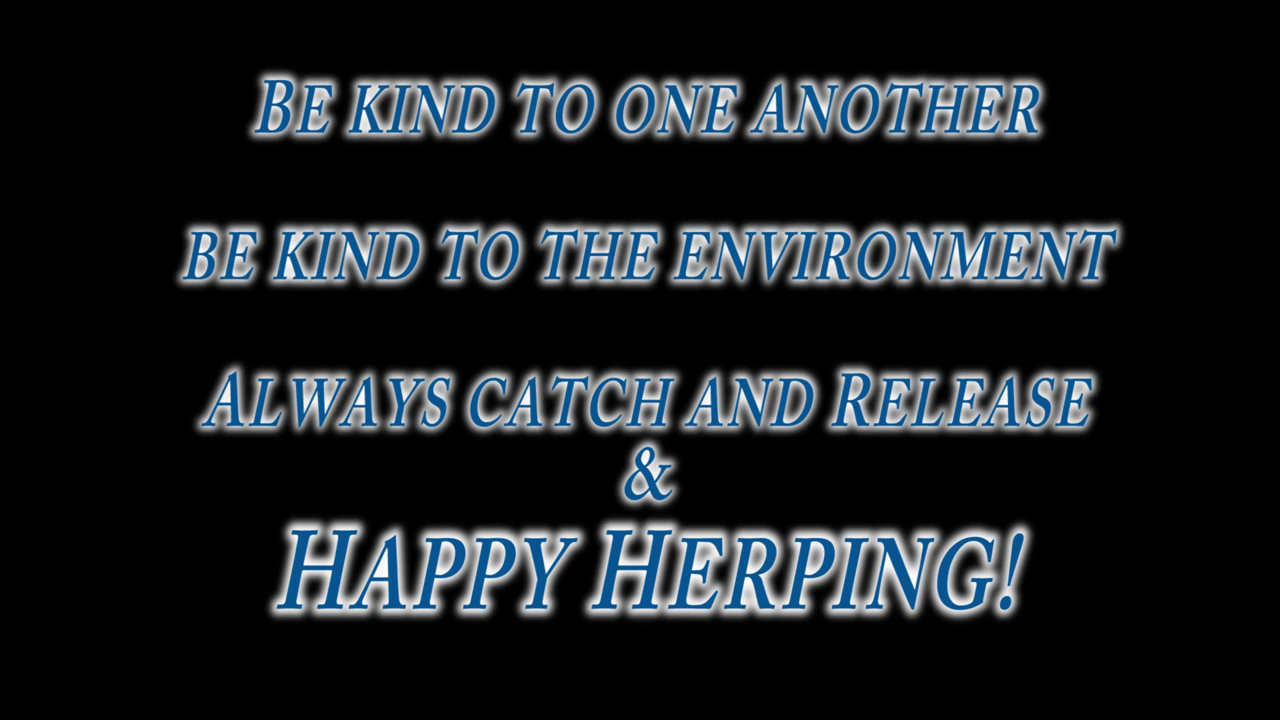 Be kind to one another
be kind to the environment
Always catch and Release
&
Happy Herping!